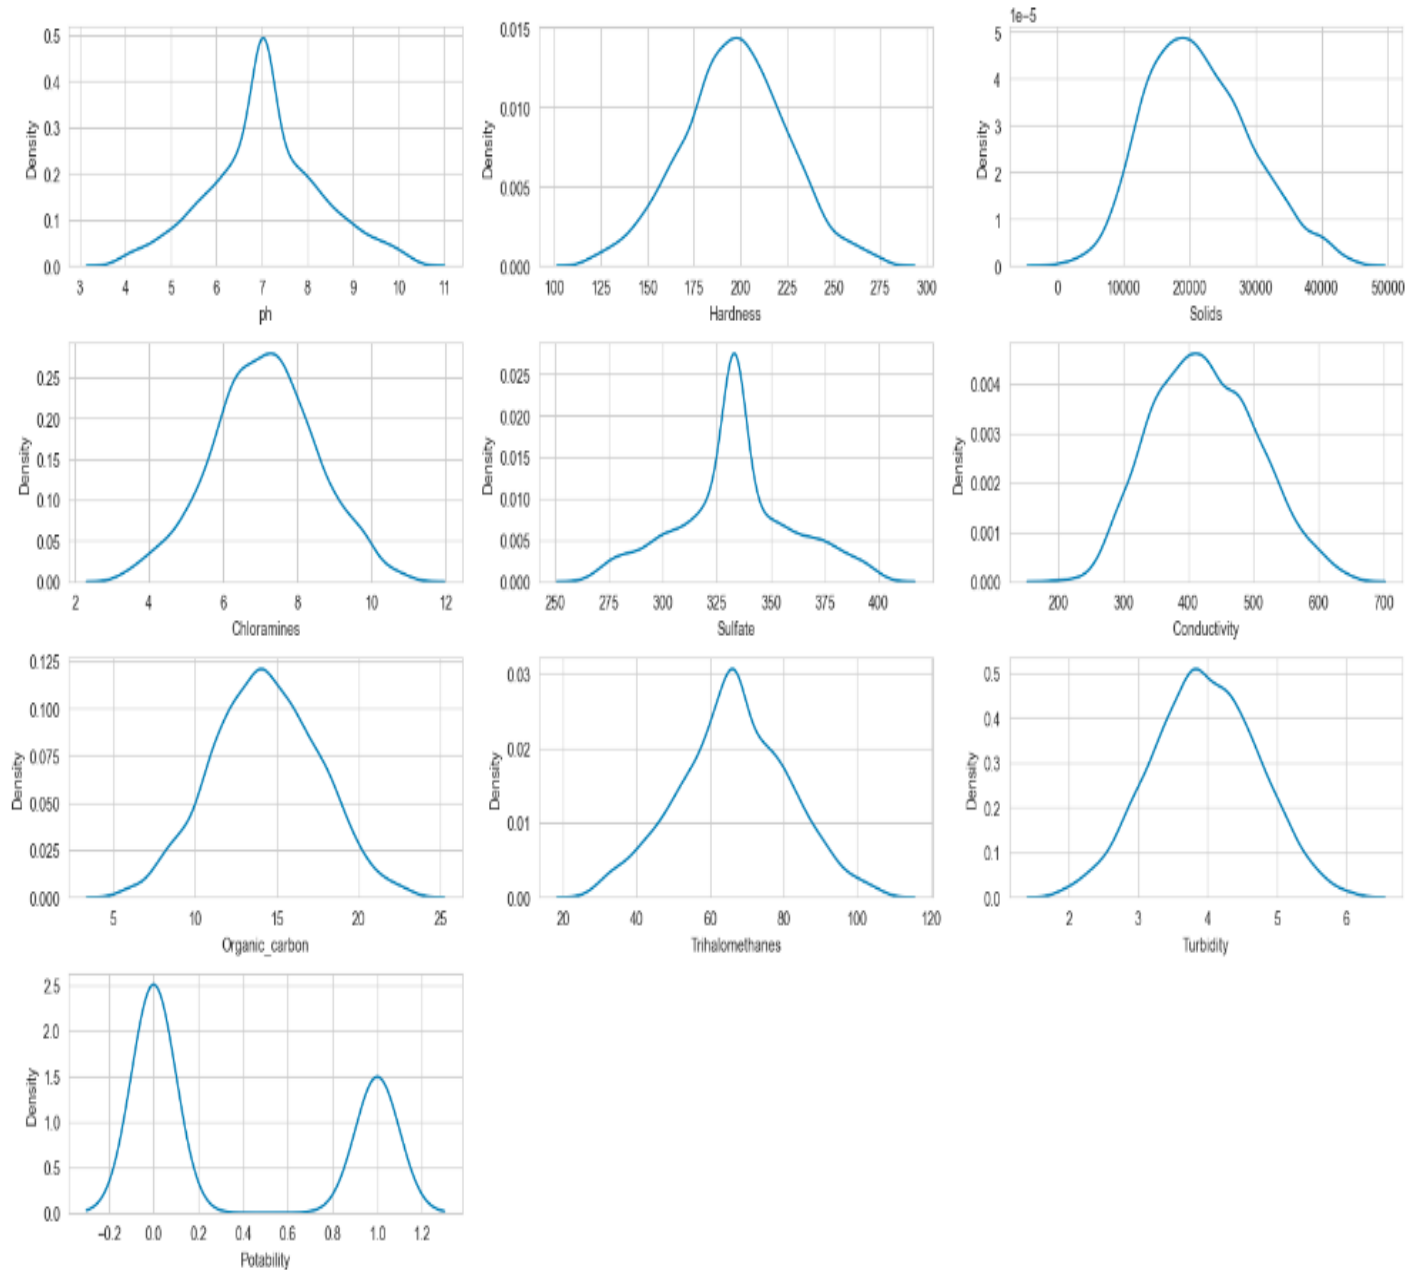 1e−5
Density
0.5
0.4
0.3
0.2
0.1
0.0
3 4 5 6 7 8 9 10 11
ph
Density
0.015
0.010
0.005
0.000
100 125 150 175 200 225 250 275 300
Hardness
Density
5
4
3
2
1
0
0 10000 20000 30000 40000 50000
Solids
Density
0.25
0.20
0.15
0.10
0.05
0.00
2 4 6 8 10 12
Chloramines
Density
0.025
0.020
0.015
0.010
0.005
0.000
250 275 300 325 350 375 400
Sulfate
Density
0.004
0.003
0.002
0.001
0.000
200 300 400 500 600 700
Conductivity
Density
0.125
0.100
0.075
0.050
0.025
0.000
5 10 15 20 25
Organic_carbon
Density
0.03
0.02
0.01
0.00
20 40 60 80 100 120
Trihalomethanes
Density
0.5
0.4
0.3
0.2
0.1
0.0
2 3 4 5 6
Turbidity
Density
2.5
2.0
1.5
1.0
0.5
0.0
−0.2 0.0 0.2 0.4 0.6 0.8 1.0 1.2
Potability